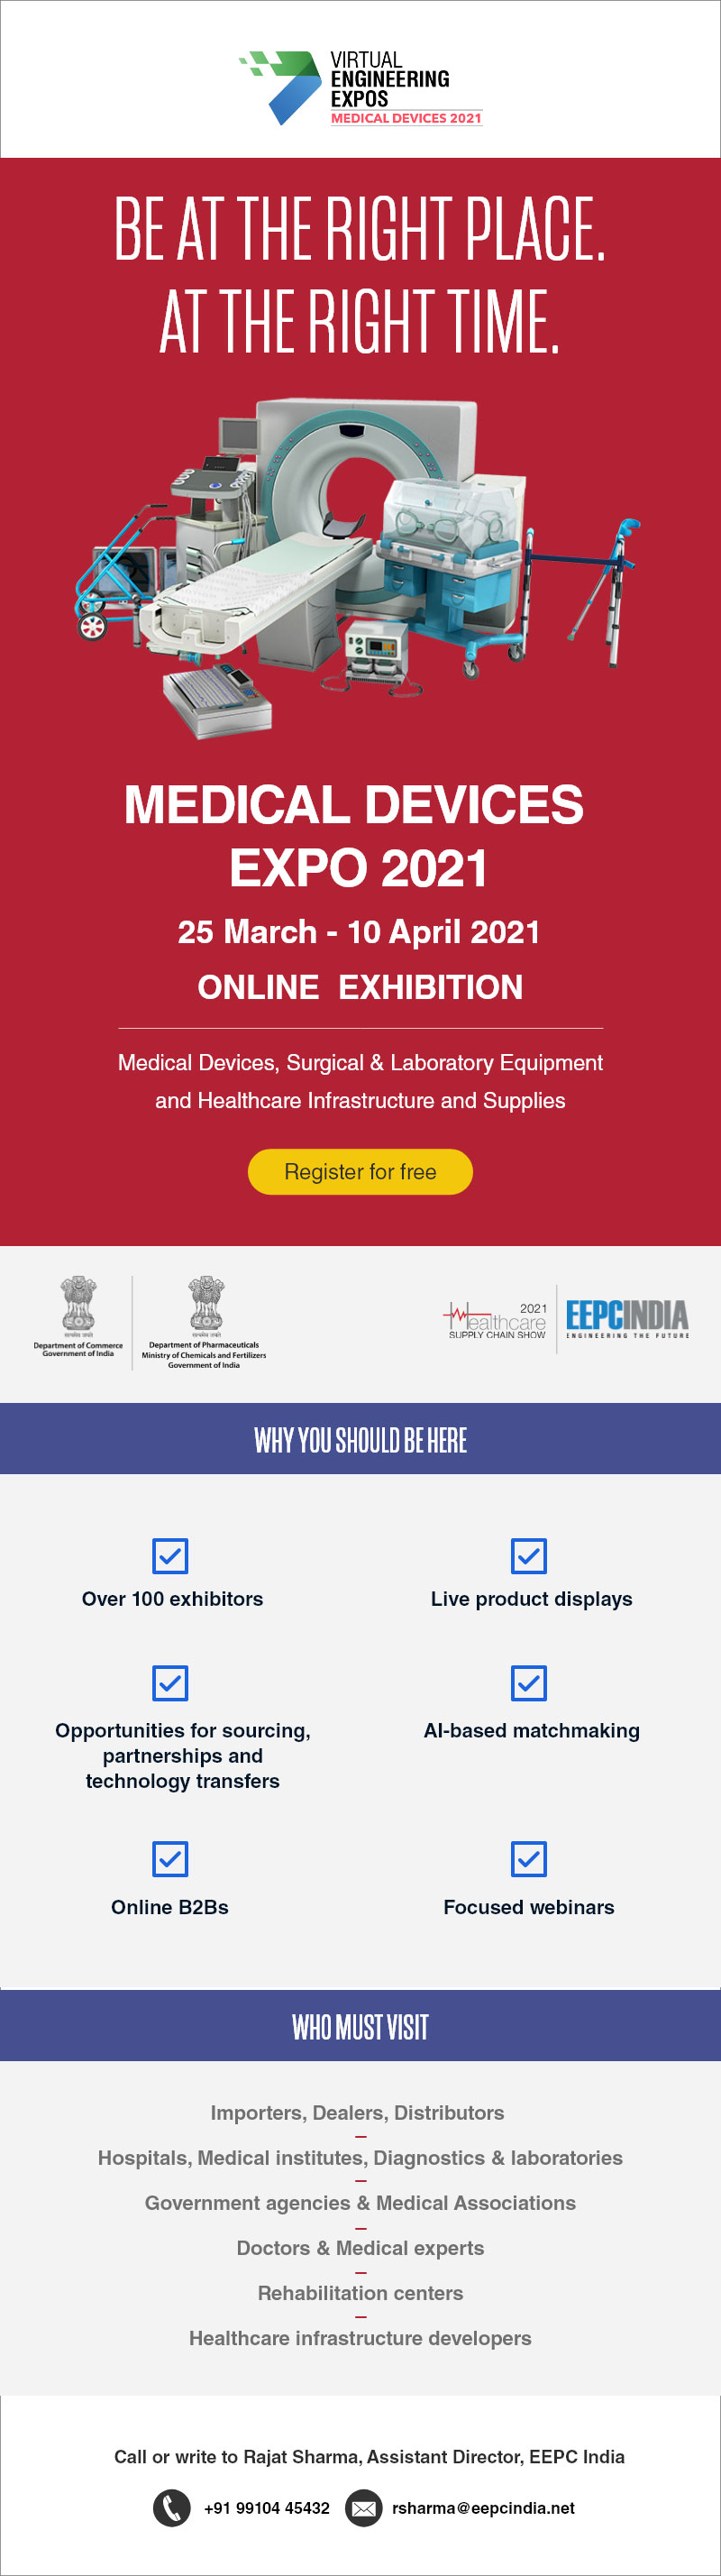 VIRTUAL
ENGINEERING
EXPOS
MEDICAL DEVICES 2021
BE AT THE RIGHT PLACE.
AT THE RIGHT TIME.
MEDICAL DEVICES
EXPO 2021
25 March - 10 April 2021
ONLINE EXHIBITION
Medical Devices, Surgical & Laboratory Equipment
and Healthcare Infrastructure and Supplies
Register for free
सत्यमेव जयते
Department of Commerce
Government of India
सत्यमेव जयते
Department of Pharmaceuticals
Ministry of Chemicals and Fertilizers
Government of India
2021
Healthcare
SUPPLY CHAIN SHOW
EEPCINDIA
ENGINEERING THE FUTURE
WHY YOU SHOULD BE HERE
Over 100 exhibitors
Live product displays
Opportunities for sourcing,
partnerships and
technology transfers
AI-based matchmaking
Online B2Bs
Focused webinars
WHO MUST VISIT
Importers, Dealers, Distributors
Hospitals, Medical institutes, Diagnostics & laboratories
Government agencies & Medical Associations
Doctors & Medical experts
Rehabilitation centers
Healthcare infrastructure developers
Call or write to Rajat Sharma, Assistant Director, EEPC India
+91 99104 45432 rsharma@eepcindia.net